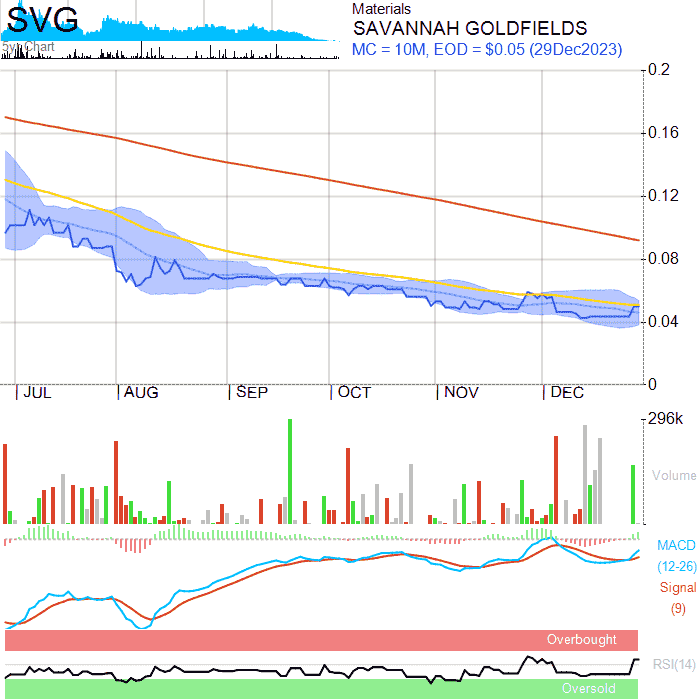 SVG
5yr Chart
Materials
SAVANNAH GOLDFIELDS
MC = 10M, EOD = $0.05 (29Dec2023)
0.2
0.16
0.12
0.08
0.04
0
JUL AUG SEP OCT NOV DEC
296k
Volume
MACD
(12-26)
Signal
(9)
Overbought
RSI(14)
Oversold